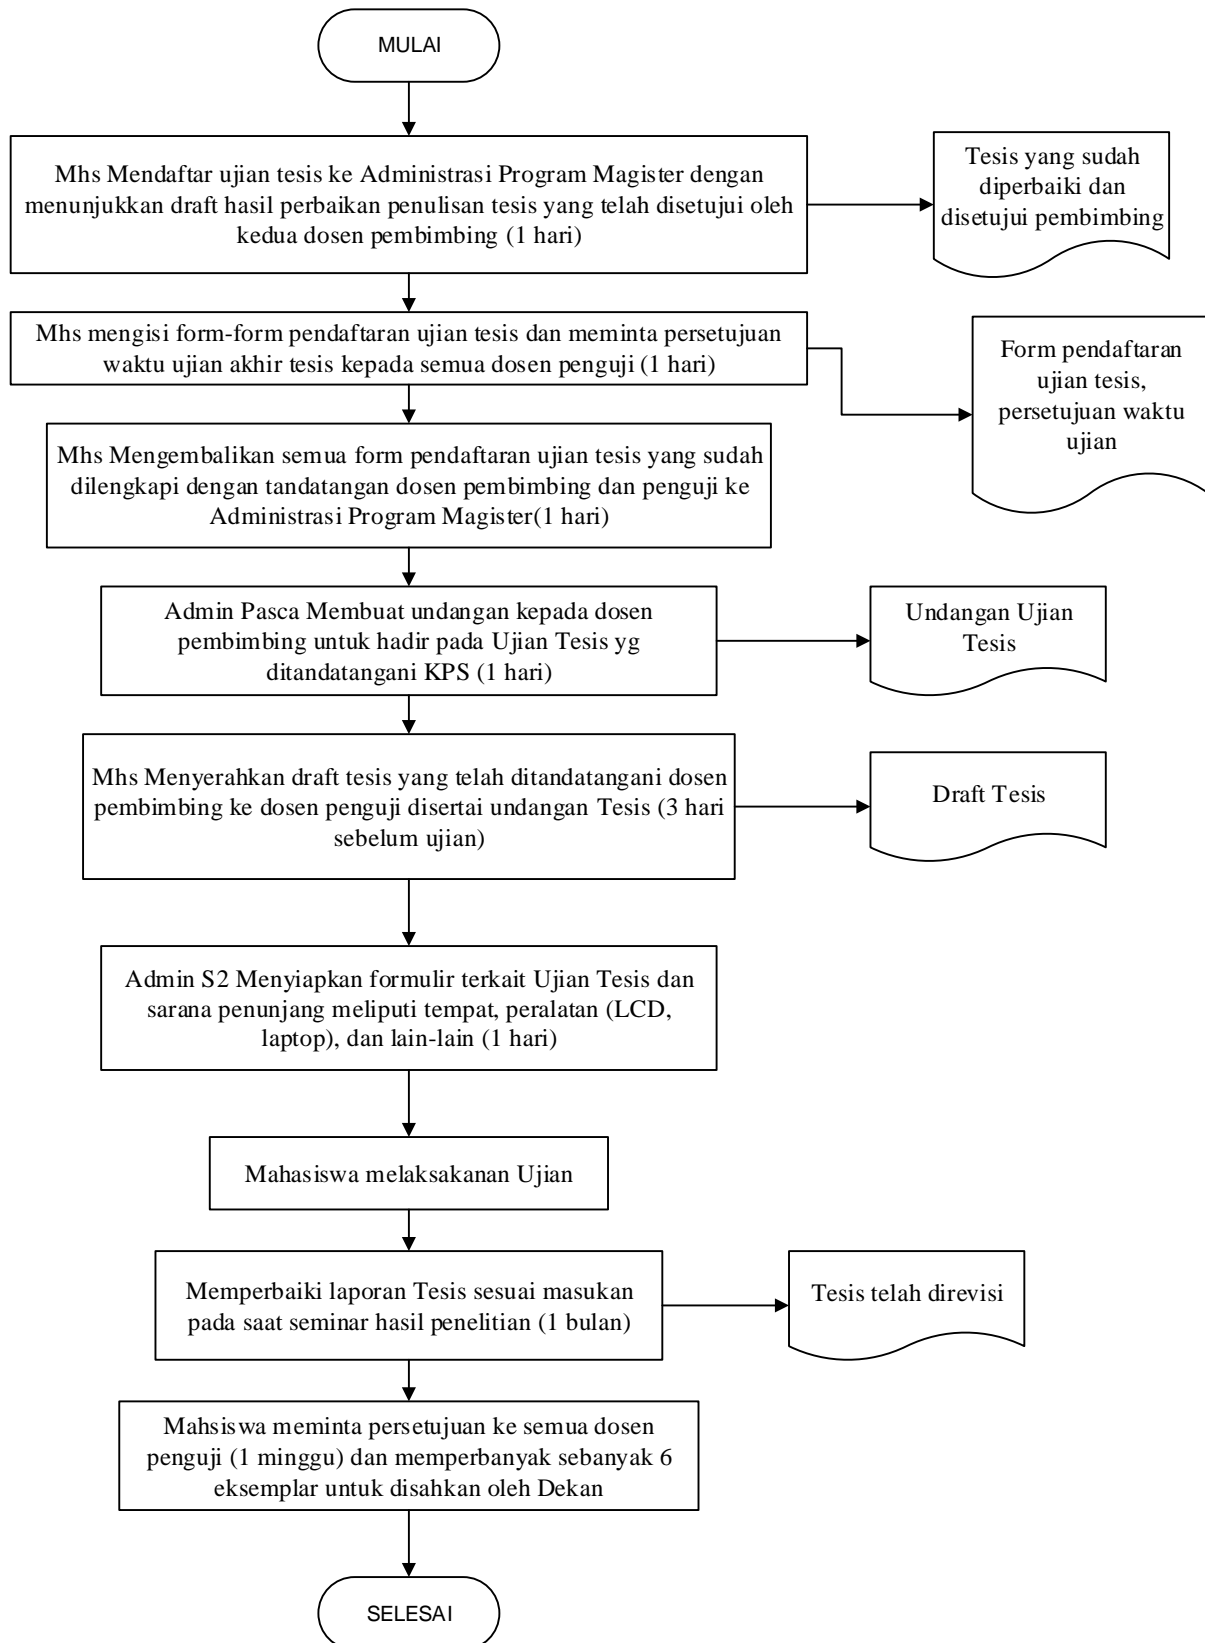 MULAI
Mhs Mendaftar ujian tesis ke Administrasi Program Magister dengan
menunjukkan draft hasil perbaikan penulisan tesis yang telah disetujui oleh
kedua dosen pembimbing (1 hari)
Tesis yang sudah
diperbaiki dan
disetujui pembimbing
Mhs mengisi form-form pendaftaran ujian tesis dan meminta persetujuan
waktu ujian akhir tesis kepada semua dosen penguji (1 hari)
Form pendaftaran
ujian tesis,
persetujuan waktu
ujian
Mhs Mengembalikan semua form pendaftaran ujian tesis yang sudah
dilengkapi dengan tandatangan dosen pembimbing dan penguji ke
Administrasi Program Magister(1 hari)
Admin Pasca Membuat undangan kepada dosen
pembimbing untuk hadir pada Ujian Tesis yg
ditandatangani KPS (1 hari)
Undangan Ujian
Tesis
Mhs Menyerahkan draft tesis yang telah ditandatangani dosen
pembimbing ke dosen penguji disertai undangan Tesis (3 hari
sebelum ujian)
Draft Tesis
Admin S2 Menyiapkan formulir terkait Ujian Tesis dan
sarana penunjang meliputi tempat, peralatan (LCD,
laptop), dan lain-lain (1 hari)
Mahasiswa melaksakanan Ujian
Memperbaiki laporan Tesis sesuai masukan
pada saat seminar hasil penelitian (1 bulan)
Tesis telah direvisi
Mahsiswa meminta persetujuan ke semua dosen
penguji (1 minggu) dan memperbanyak sebanyak 6
eksemplar untuk disahkan oleh Dekan
SELESAI